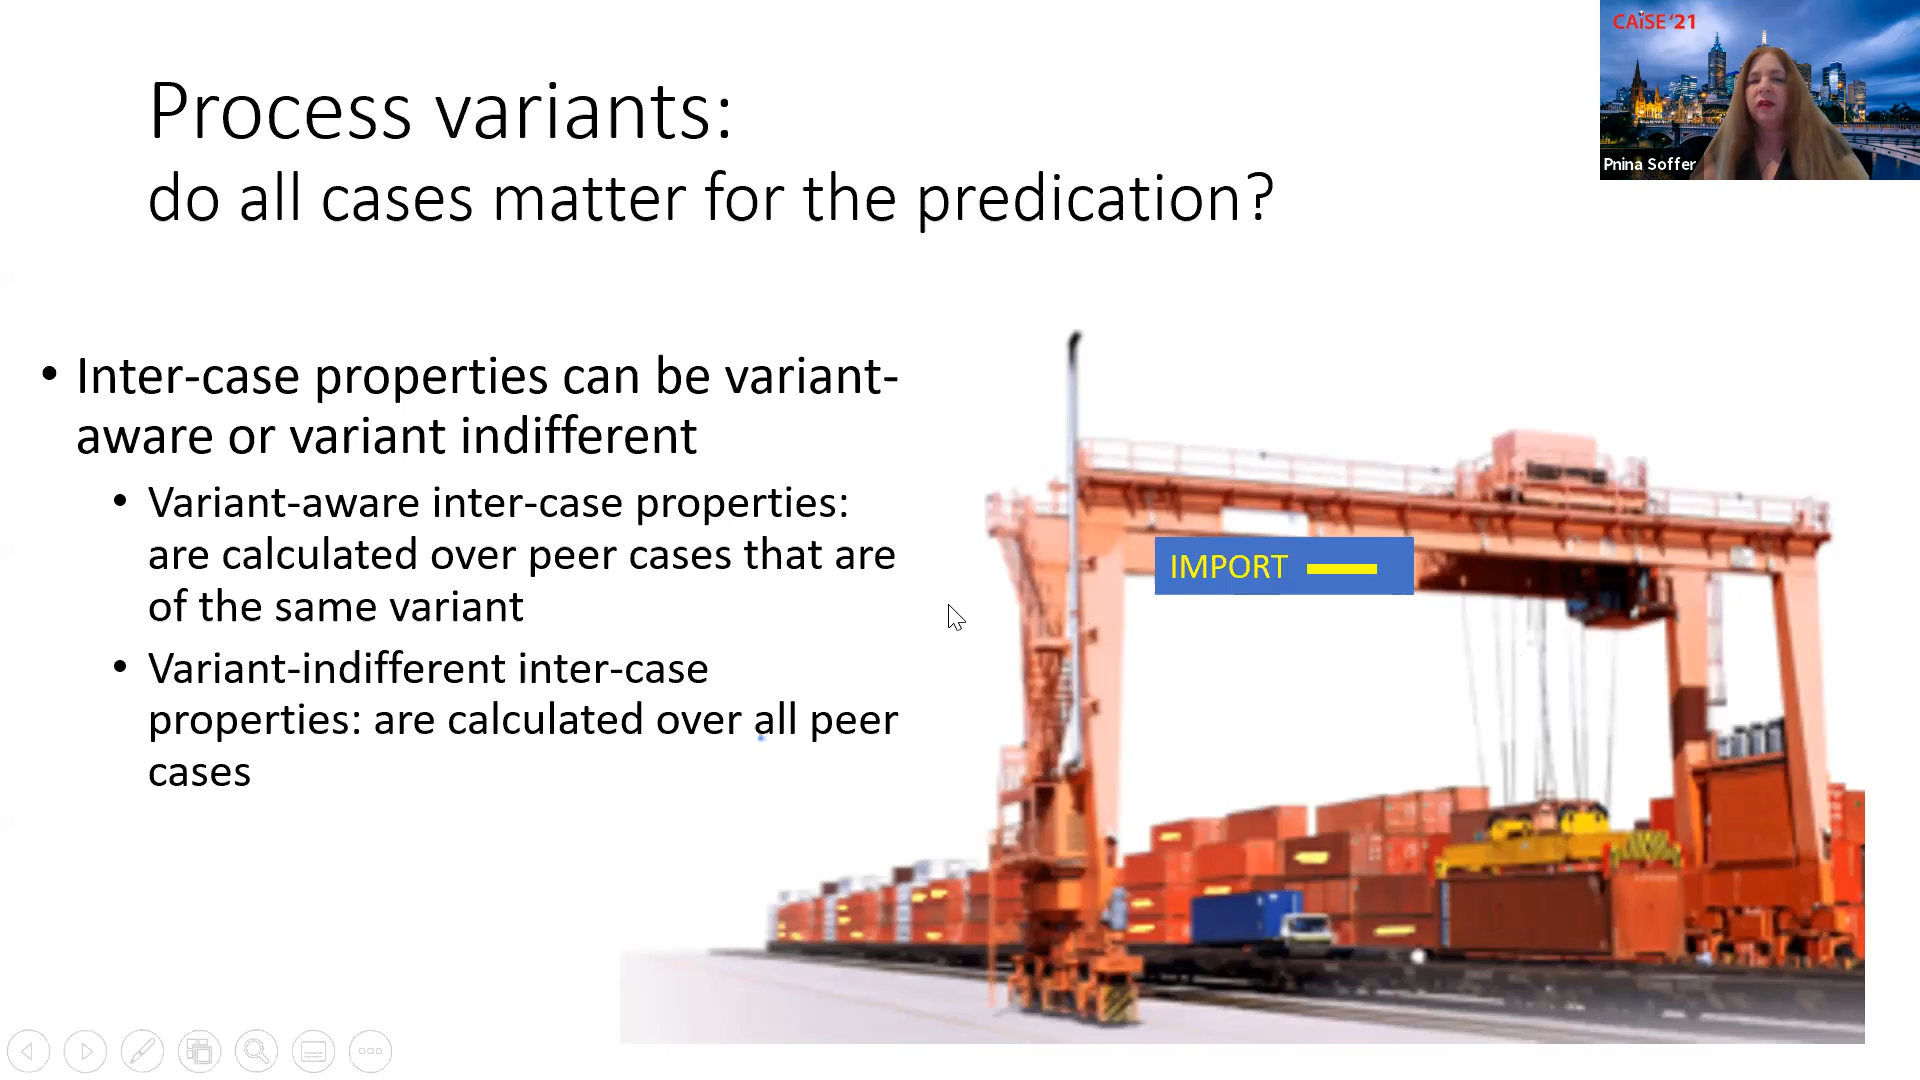 Process variants:
do all cases matter for the predication?
CAiSE '21
Pnina Soffer
• Inter-case properties can be variant-
aware or variant indifferent
• Variant-aware inter-case properties:
are calculated over peer cases that are
of the same variant
• Variant-indifferent inter-case
properties: are calculated over all peer
cases
IMPORT